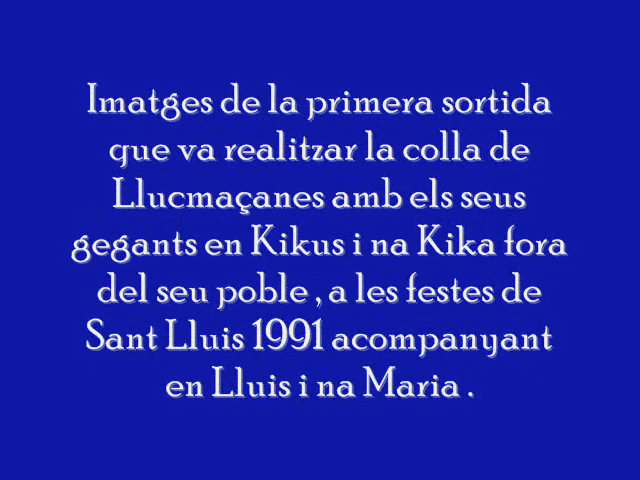 Imatges de la primera sortida
que va realitzar la colla de
Llucmaçanes amb els seus
gegants en Kikus i na Kika fora
del seu poble , a les festes de
Sant Lluis 1991 acompanyant
en Lluis i na Maria .